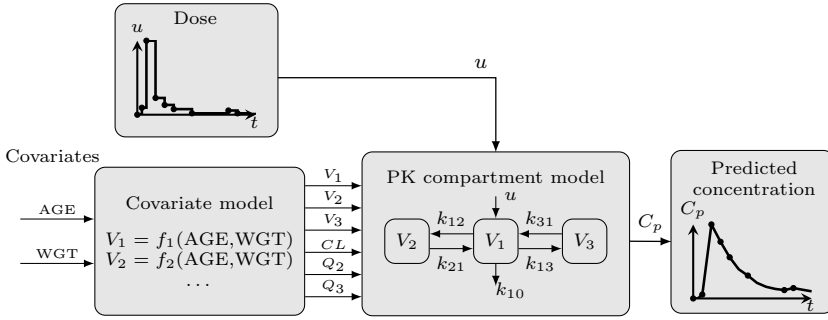 Dose
u
t
u
Covariates
AGE
WGT
Covariate model
V₁ = f₁(AGE,WGT)
V₂ = f₂(AGE,WGT)
...
V₁
V₂
V₃
CL
Q₂
Q₃
PK compartment model
u
k₁₂
k₃₁
V₂
V₁
V₃
k₂₁
k₁₃
k₁₀
Cₚ
Predicted
concentration
Cₚ
t